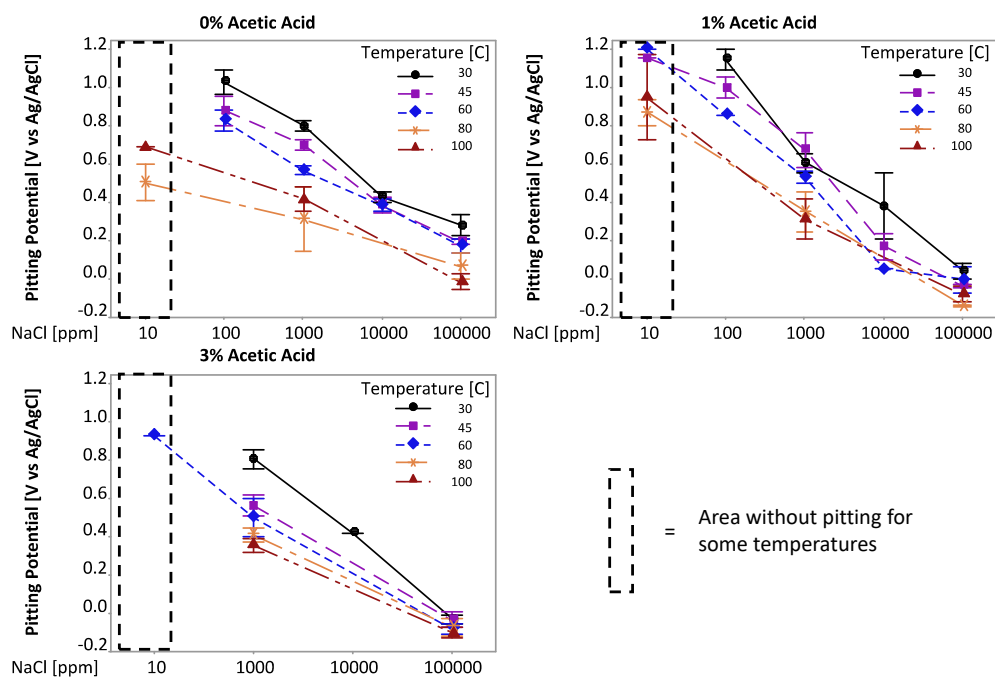 0% Acetic Acid
Pitting Potential [V vs Ag/AgCl]
1.2
1.0
0.8
0.6
0.4
0.2
0.0
-0.2
Temperature [C]
30
45
60
80
100
NaCl [ppm] 10 100 1000 10000 100000
1% Acetic Acid
Pitting Potential [V vs Ag/AgCl]
1.2
1.0
0.8
0.6
0.4
0.2
0.0
-0.2
Temperature [C]
30
45
60
80
100
NaCl [ppm] 10 100 1000 10000 100000
3% Acetic Acid
Pitting Potential [V vs Ag/AgCl]
1.2
1.0
0.8
0.6
0.4
0.2
0.0
-0.2
Temperature [C]
30
45
60
80
100
NaCl [ppm] 10 1000 10000 100000
= Area without pitting for
some temperatures